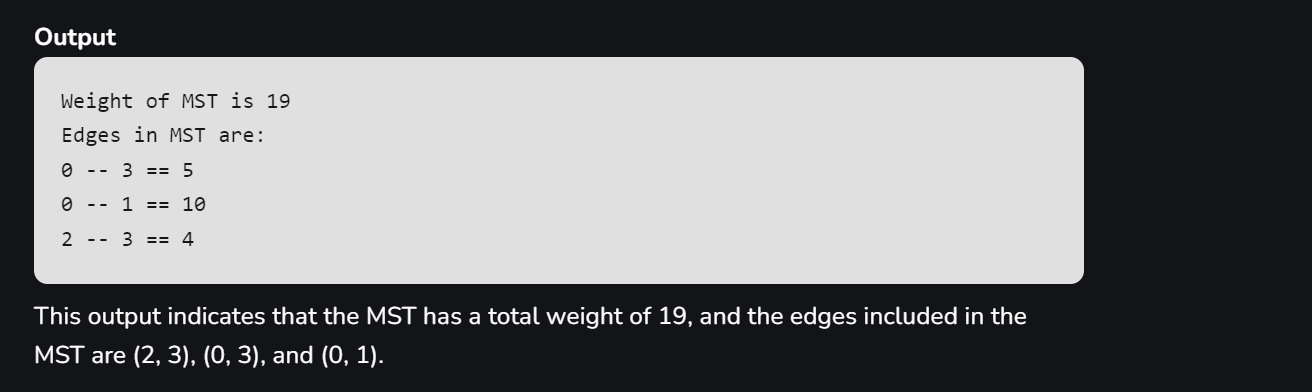 Output
Weight of MST is 19
Edges in MST are:
0 -- 3 == 5
0 -- 1 == 10
2 -- 3 == 4
This output indicates that the MST has a total weight of 19, and the edges included in the
MST are (2, 3), (0, 3), and (0, 1).